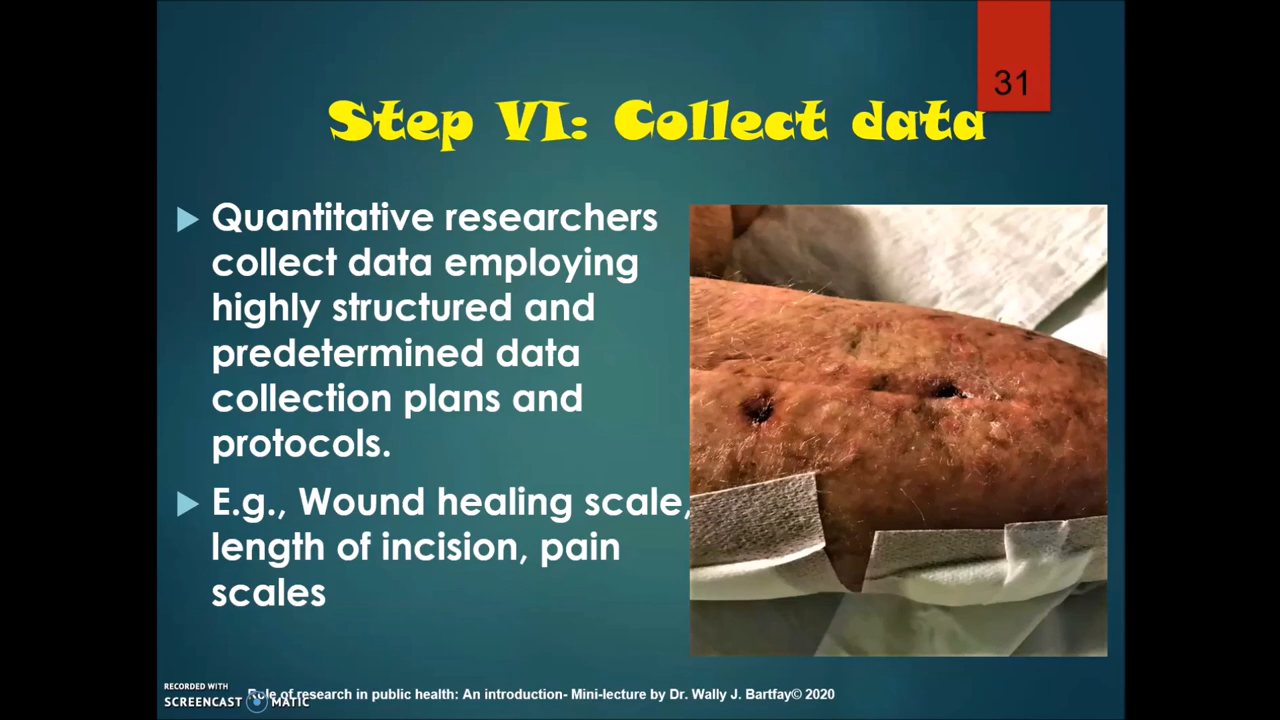 31
Step VI: Collect data
Quantitative researchers
collect data employing
highly structured and
predetermined data
collection plans and
protocols.
E.g., Wound healing scale,
length of incision, pain
scales
RECORDED WITH
SCREENCAST MATIC
Role of research in public health: An introduction- Mini-lecture by Dr. Wally J. Bartfay© 2020